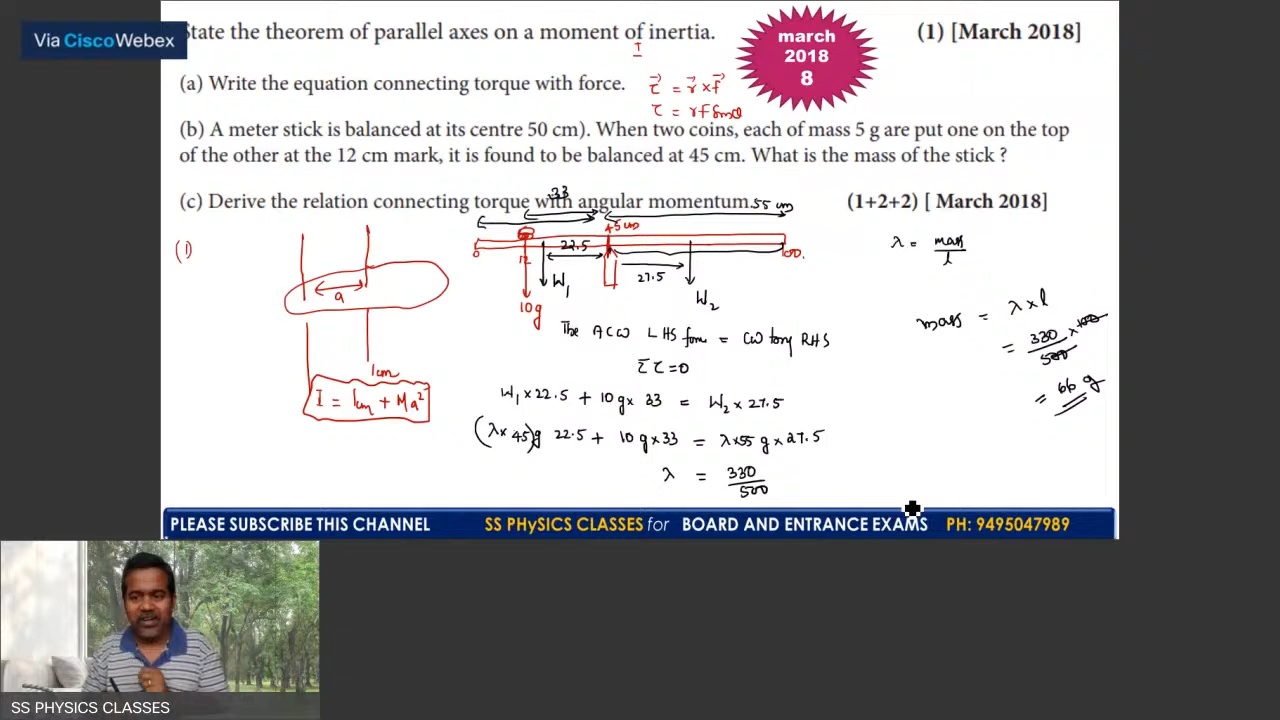 Via Cisco Webex
State the theorem of parallel axes on a moment of inertia. (1) [March 2018]
march
2018
8
I
(a) Write the equation connecting torque with force.
τ = r × f
τ = r f sinθ
(b) A meter stick is balanced at its centre 50 cm). When two coins, each of mass 5 g are put one on the top
of the other at the 12 cm mark, it is found to be balanced at 45 cm. What is the mass of the stick ?
(c) Derive the relation connecting torque with angular momentum. (1+2+2) [ March 2018]
33
55 cm
45 cm
(1)
0
12
22.5
27.5
100.
a
W₁
W₂
10g
λ = mass/l
mass = λ × l
= 330/500 × 100
= 66 g
The ACW LHS = CW RHS
Στ = 0
Icm
I = Icm + Ma²
W₁ × 22.5 + 10g × 33 = W₂ × 27.5
(λ × 45)g 22.5 + 10g × 33 = λ × 55 g × 27.5
λ = 330/500
PLEASE SUBSCRIBE THIS CHANNEL SS PHySICS CLASSES for BOARD AND ENTRANCE EXAMS PH: 9495047989
SS PHYSICS CLASSES